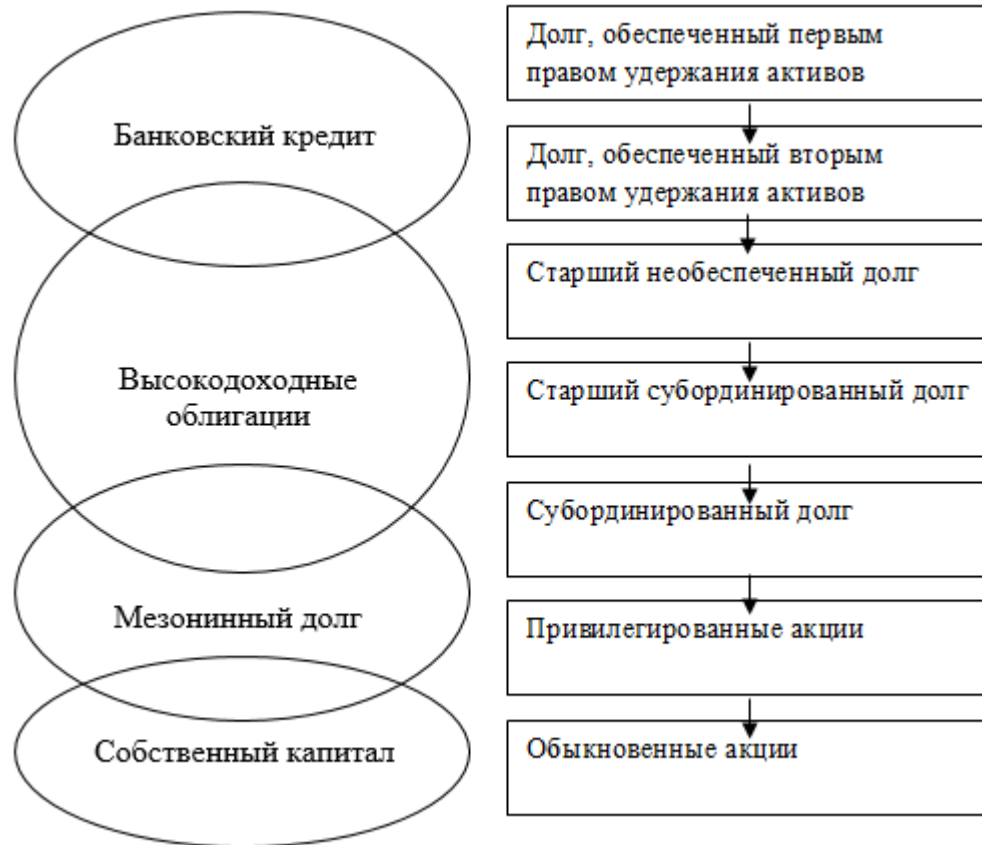 Банковский кредит
Высокодоходные
облигации
Мезонинный долг
Собственный капитал
Долг, обеспеченный первым
правом удержания активов
Долг, обеспеченный вторым
правом удержания активов
Старший необеспеченный долг
Старший субординированный долг
Субординированный долг
Привилегированные акции
Обыкновенные акции